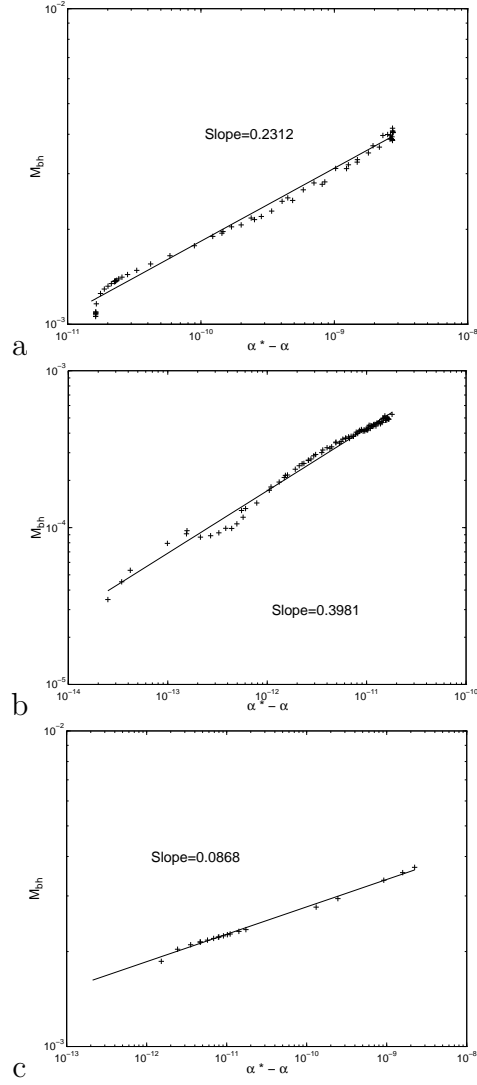 10⁻²
Slope=0.2312
M_bh
10⁻³
10⁻¹¹ 10⁻¹⁰ 10⁻⁹ 10⁻⁸
α * − α
a
10⁻³
M_bh
10⁻⁴
Slope=0.3981
10⁻⁵
10⁻¹⁴ 10⁻¹³ 10⁻¹² 10⁻¹¹ 10⁻¹⁰
α * − α
b
10⁻²
Slope=0.0868
M_bh
10⁻³
10⁻¹³ 10⁻¹² 10⁻¹¹ 10⁻¹⁰ 10⁻⁹ 10⁻⁸
α * − α
c